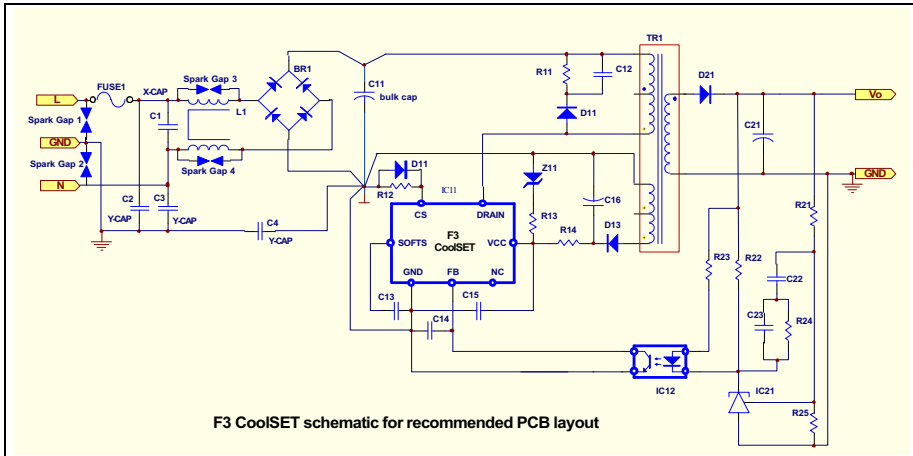 TR1
BR1
Spark Gap 3
R11
C12
D21
FUSE1
X-CAP
C11
bulk cap
L
L1
Vo
Spark Gap 1
C1
D11
C21
GND
Spark Gap 2
Spark Gap 4
D11
Z11
GND
N
R12
IC11
C16
C2
C3
CS
DRAIN
R13
R21
Y-CAP
Y-CAP
C4
F3
D13
Y-CAP
SOFTS
CoolSET
VCC
R14
R23
R22
GND
FB
NC
C22
C13
C15
C14
C23
R24
IC12
IC21
R25
F3 CoolSET schematic for recommended PCB layout